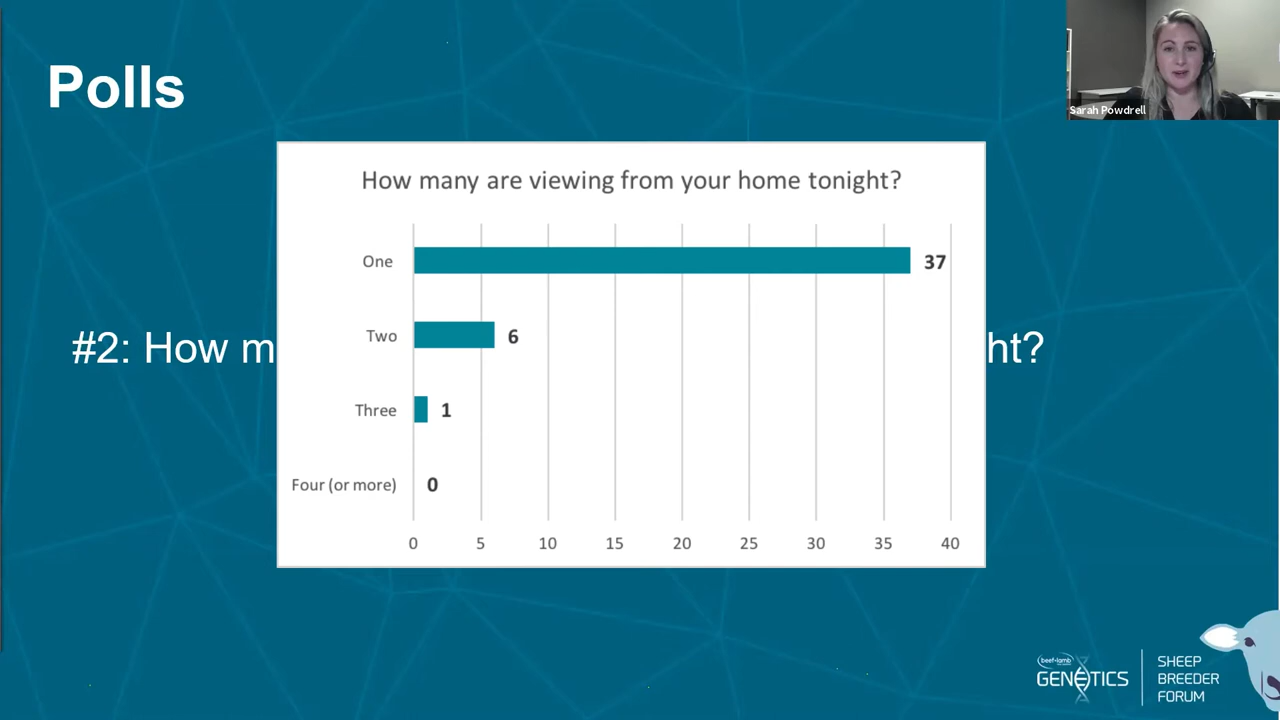 Polls
Sarah Powdrell
How many are viewing from your home tonight?
One
37
#2: How m
ht?
Two
6
Three
1
Four (or more)
0
0 5 10 15 20 25 30 35 40
beef+lamb
GENETICS
SHEEP
BREEDER
FORUM